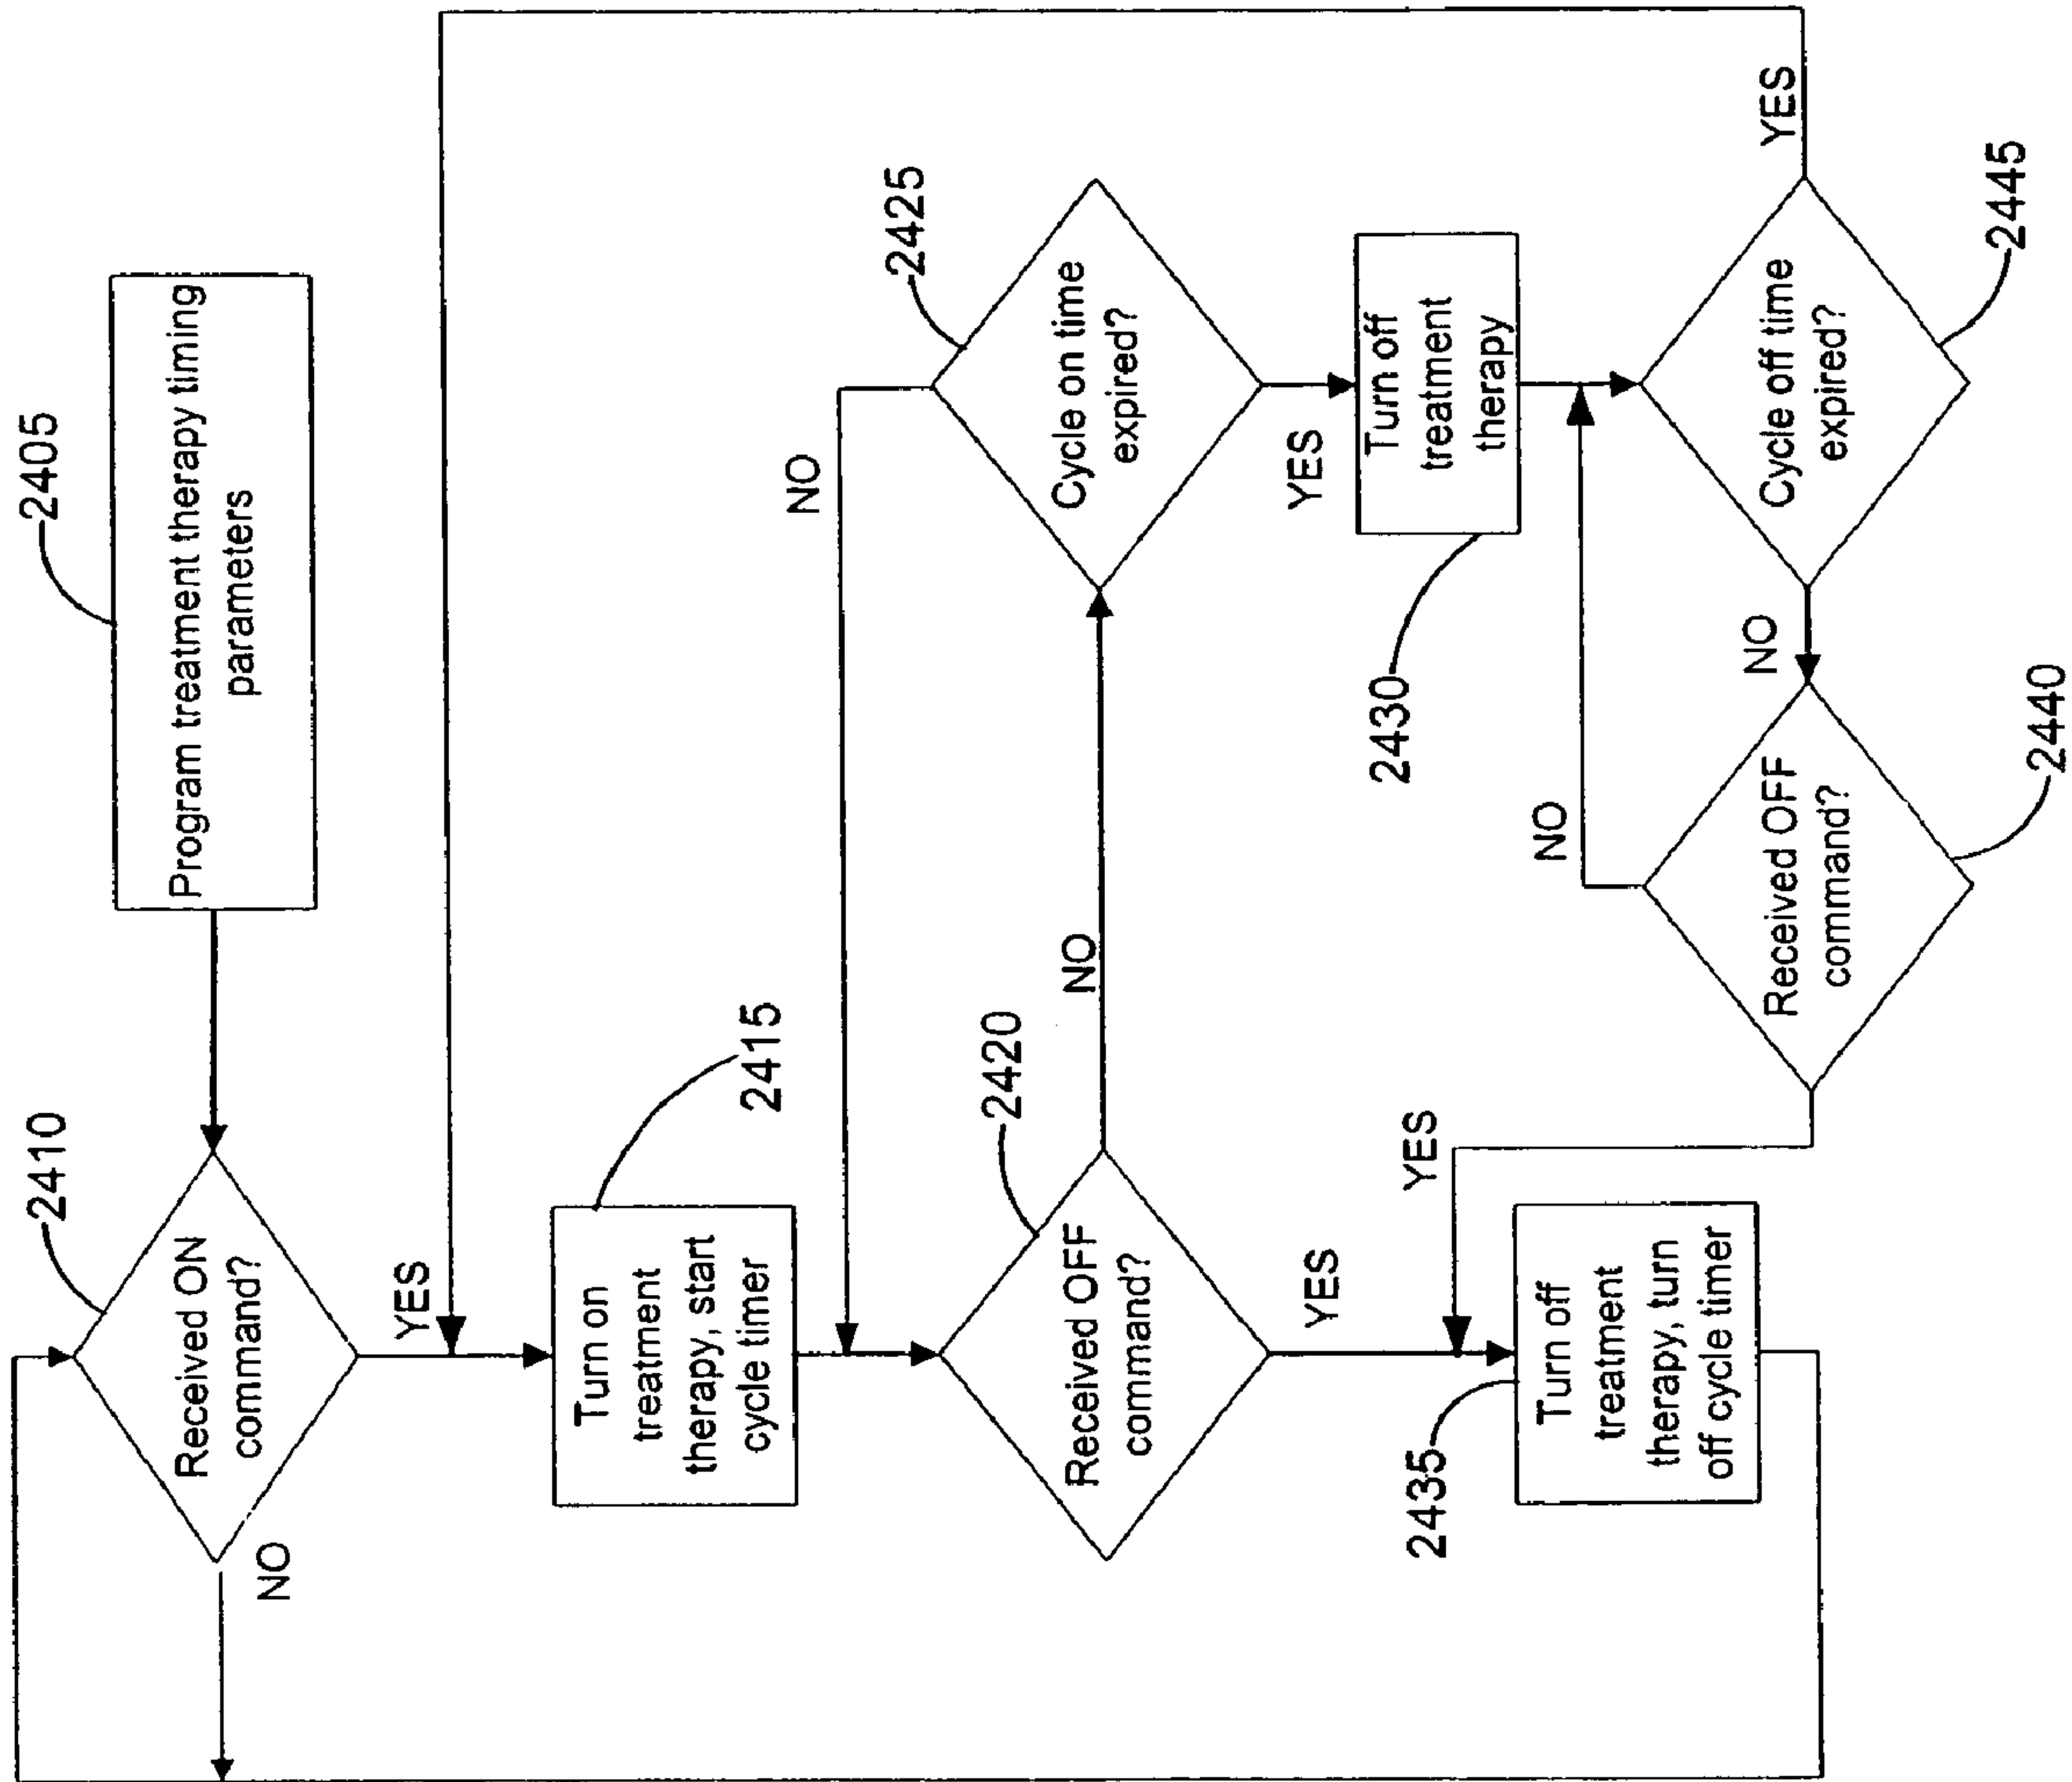 2405
Program treatment therapy timing
parameters
2410
Received ON
command?
NO
YES
2415
Turn on
treatment
therapy, start
cycle timer
2420
Received OFF
command?
NO
YES
2425
Cycle on time
expired?
NO
YES
2430
Turn off
treatment
therapy
2435
Turn off
treatment
therapy, turn
off cycle timer
2440
Received OFF
command?
NO
YES
2445
Cycle off time
expired?
NO
YES